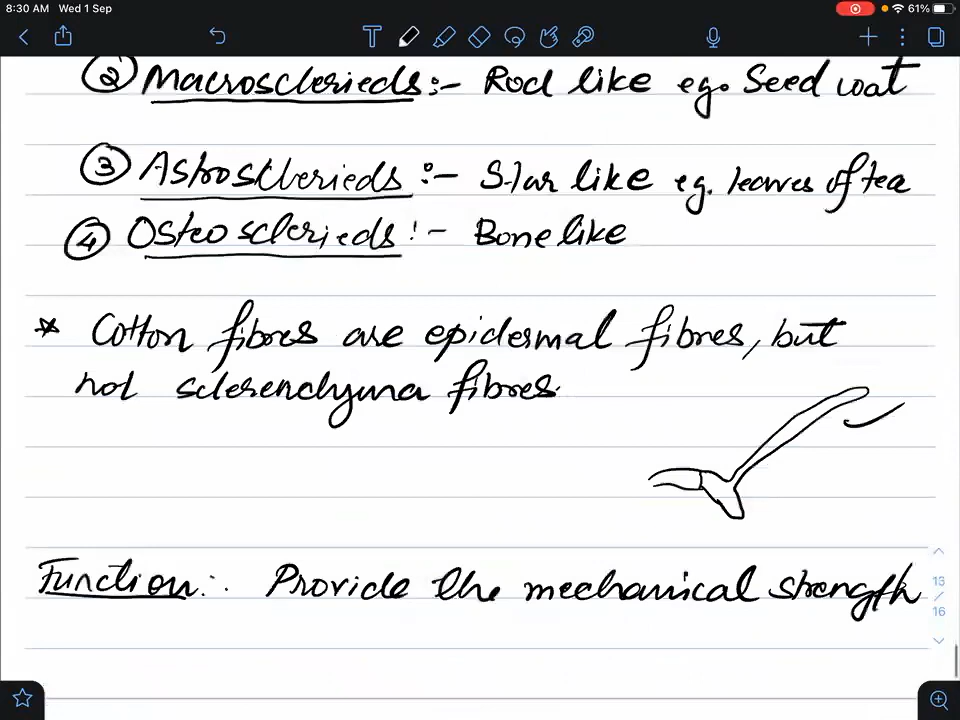 8:30 AM Wed 1 Sep 61%
② Macrosclerieds:- Rod like eg. Seed coat
③ Astrosclerieds :- Star like eg. leaves of tea
④ Osteosclerieds :- Bone like
* Cotton fibres are epidermal fibres, but
not sclerenchyma fibres.
Function:. Provide the mechanical strength
13
/
16